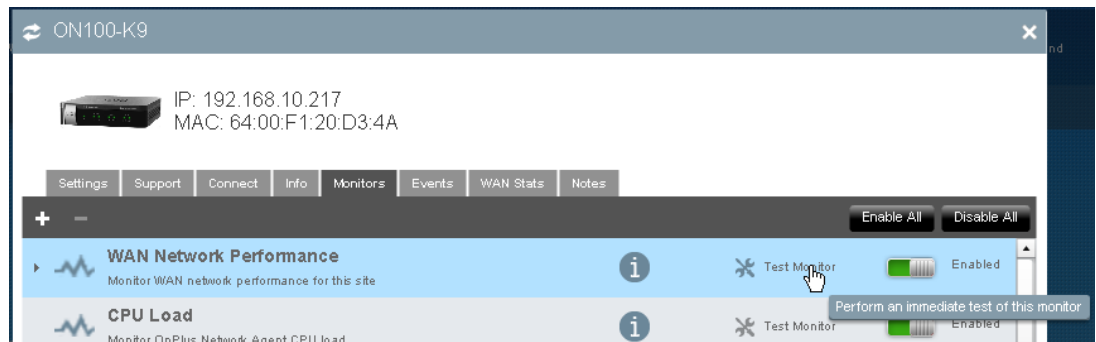 ON100-K9
nd
IP: 192.168.10.217
MAC: 64:00:F1:20:D3:4A
Settings Support Connect Info Monitors Events WAN Stats Notes
Enable All Disable All
WAN Network Performance
Monitor WAN network performance for this site
Test Monitor
Enabled
Perform an immediate test of this monitor
CPU Load
Monitor OnPlus Network Agent CPU load
Test Monitor
Enabled